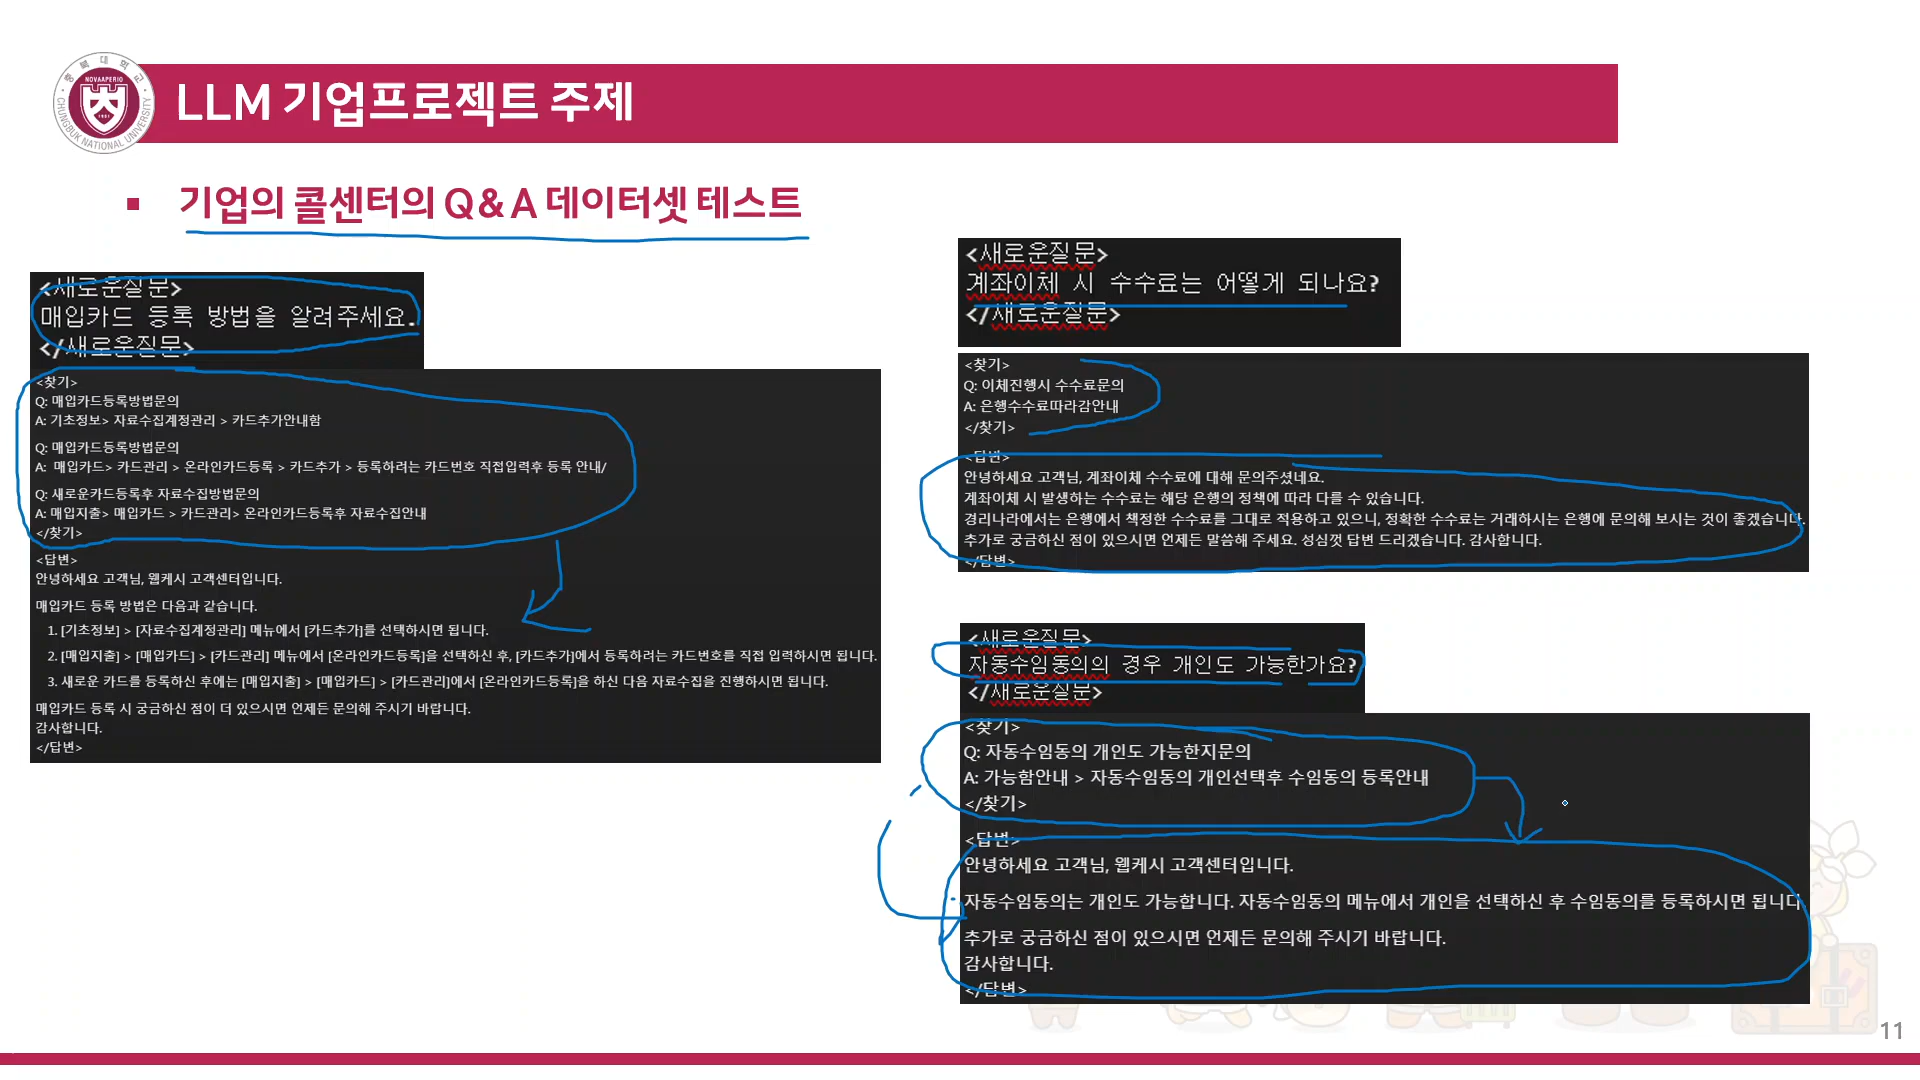 LLM 기업프로젝트 주제
충북대학교
NOVA APERIO
1951
CHUNGBUK NATIONAL UNIVERSITY
▪ 기업의 콜센터의 Q&A 데이터셋 테스트
<새로운질문>
매입카드 등록 방법을 알려주세요.
</새로운질문>
<찾기>
Q: 매입카드등록방법문의
A: 기초정보> 자료수집계정관리 > 카드추가안내함
Q: 매입카드등록방법문의
A: 매입카드> 카드관리 > 온라인카드등록 > 카드추가 > 등록하려는 카드번호 직접입력후 등록 안내/
Q: 새로운카드등록후 자료수집방법문의
A: 매입지출> 매입카드 > 카드관리> 온라인카드등록후 자료수집안내
</찾기>
<답변>
안녕하세요 고객님, 웹케시 고객센터입니다.
매입카드 등록 방법은 다음과 같습니다.
1. [기초정보] > [자료수집계정관리] 메뉴에서 [카드추가]를 선택하시면 됩니다.
2. [매입지출] > [매입카드] > [카드관리] 메뉴에서 [온라인카드등록]을 선택하신 후, [카드추가]에서 등록하려는 카드번호를 직접 입력하시면 됩니다.
3. 새로운 카드를 등록하신 후에는 [매입지출] > [매입카드] > [카드관리]에서 [온라인카드등록]을 하신 다음 자료수집을 진행하시면 됩니다.
매입카드 등록 시 궁금하신 점이 더 있으시면 언제든 문의해 주시기 바랍니다.
감사합니다.
</답변>
<새로운질문>
계좌이체 시 수수료는 어떻게 되나요?
</새로운질문>
<찾기>
Q: 이체진행시 수수료문의
A: 은행수수료따라감안내
</찾기>
<답변>
안녕하세요 고객님, 계좌이체 수수료에 대해 문의주셨네요.
계좌이체 시 발생하는 수수료는 해당 은행의 정책에 따라 다를 수 있습니다.
경리나라에서는 은행에서 책정한 수수료를 그대로 적용하고 있으니, 정확한 수수료는 거래하시는 은행에 문의해 보시는 것이 좋겠습니다.
추가로 궁금하신 점이 있으시면 언제든 말씀해 주세요. 성심껏 답변 드리겠습니다. 감사합니다.
</답변>
<새로운질문>
자동수임동의의 경우 개인도 가능한가요?
</새로운질문>
<찾기>
Q: 자동수임동의 개인도 가능한지문의
A: 가능함안내 > 자동수임동의 개인선택후 수임동의 등록안내
</찾기>
<답변>
안녕하세요 고객님, 웹케시 고객센터입니다.
자동수임동의는 개인도 가능합니다. 자동수임동의 메뉴에서 개인을 선택하신 후 수임동의를 등록하시면 됩니다
추가로 궁금하신 점이 있으시면 언제든 문의해 주시기 바랍니다.
감사합니다.
</답변>
11